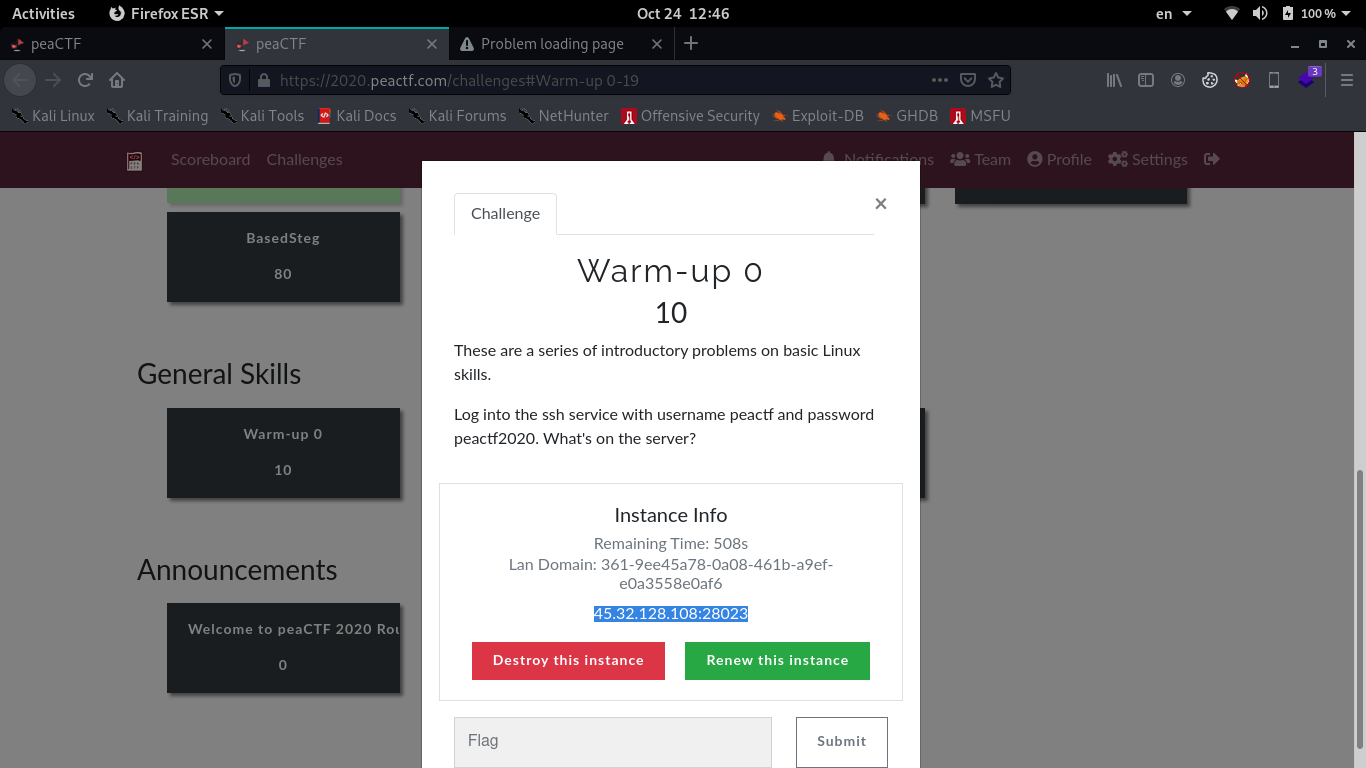 Activities Firefox ESR Oct 24 12:46 en 100 %
peaCTF peaCTF Problem loading page
https://2020.peactf.com/challenges#Warm-up 0-19 3
Kali Linux Kali Training Kali Tools Kali Docs Kali Forums NetHunter Offensive Security Exploit-DB GHDB MSFU
Scoreboard Challenges Notifications Team Profile Settings
Challenge ×
BasedSteg
80
Warm-up 0
10
These are a series of introductory problems on basic Linux
skills.
Log into the ssh service with username peactf and password
peactf2020. What's on the server?
General Skills
Warm-up 0
10
Instance Info
Remaining Time: 508s
Lan Domain: 361-9ee45a78-0a08-461b-a9ef-
e0a3558e0af6
45.32.128.108:28023
Destroy this instance Renew this instance
Announcements
Welcome to peaCTF 2020 Rou
0
Flag Submit